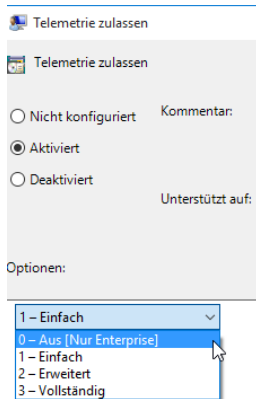 Telemetrie zulassen
Telemetrie zulassen
Nicht konfiguriert
Kommentar:
Aktiviert
Deaktiviert
Unterstützt auf:
Optionen:
1 – Einfach
0 – Aus [Nur Enterprise]
1 – Einfach
2 – Erweitert
3 – Vollständig